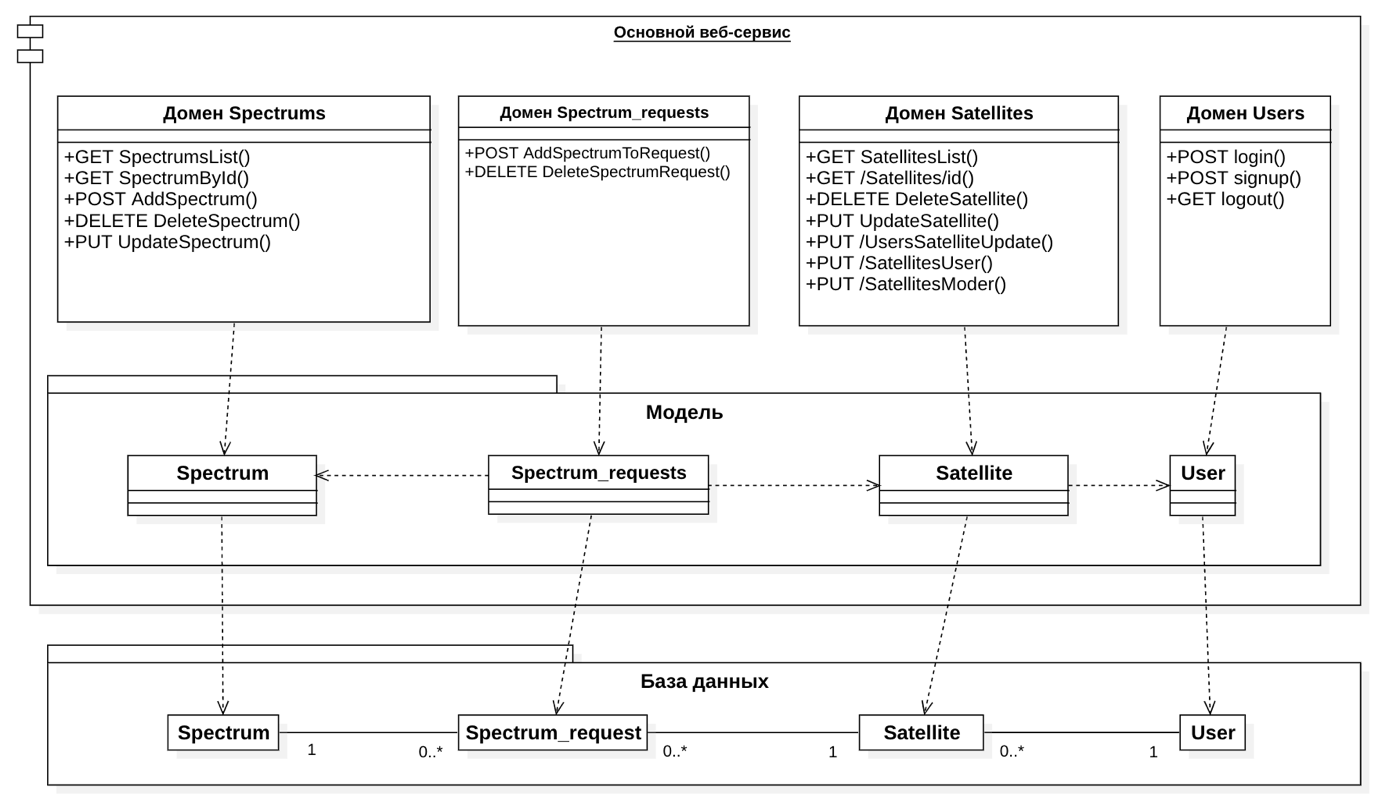 Основной веб-сервис
Домен Spectrums
+GET SpectrumsList()
+GET SpectrumById()
+POST AddSpectrum()
+DELETE DeleteSpectrum()
+PUT UpdateSpectrum()
Домен Spectrum_requests
+POST AddSpectrumToRequest()
+DELETE DeleteSpectrumRequest()
Домен Satellites
+GET SatellitesList()
+GET /Satellites/id()
+DELETE DeleteSatellite()
+PUT UpdateSatellite()
+PUT /UsersSatelliteUpdate()
+PUT /SatellitesUser()
+PUT /SatellitesModer()
Домен Users
+POST login()
+POST signup()
+GET logout()
Модель
Spectrum
Spectrum_requests
Satellite
User
База данных
Spectrum
1
0..*
Spectrum_request
0..*
1
Satellite
0..*
1
User